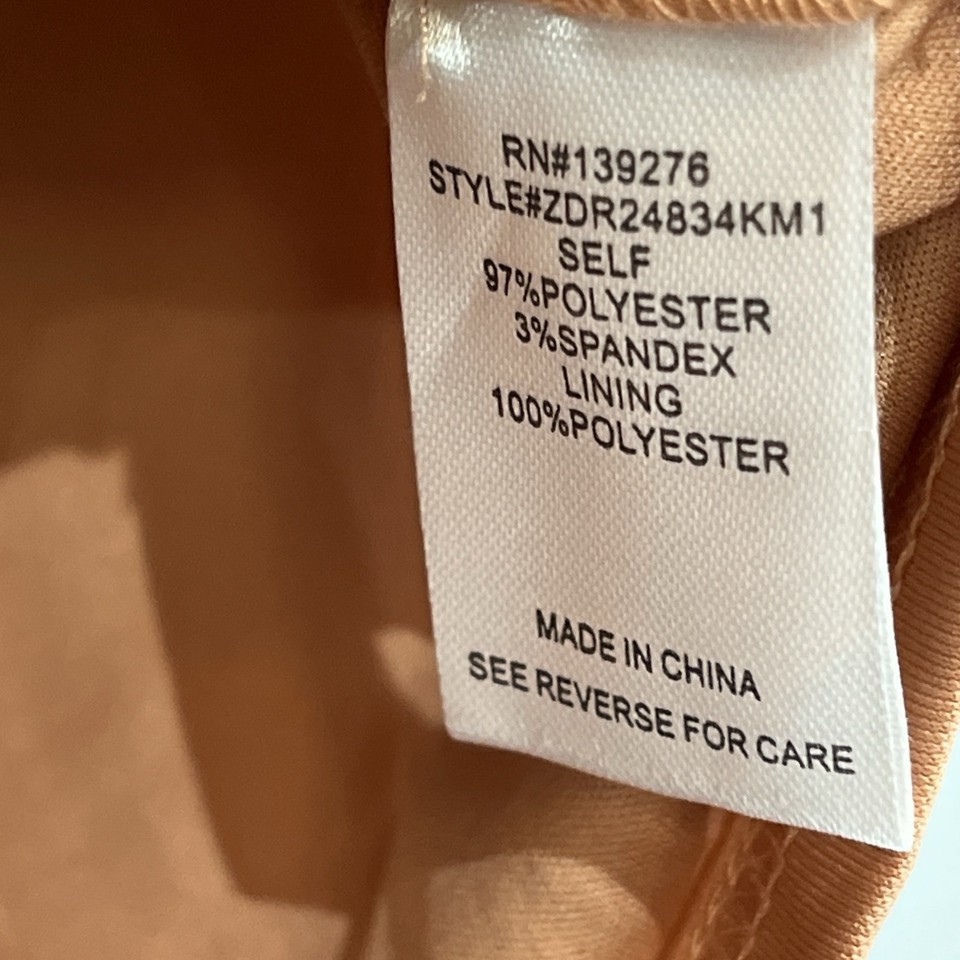 RN#139276
STYLE#ZDR24834KM1
SELF
97%POLYESTER
3%SPANDEX
LINING
100%POLYESTER
MADE IN CHINA
SEE REVERSE FOR CARE